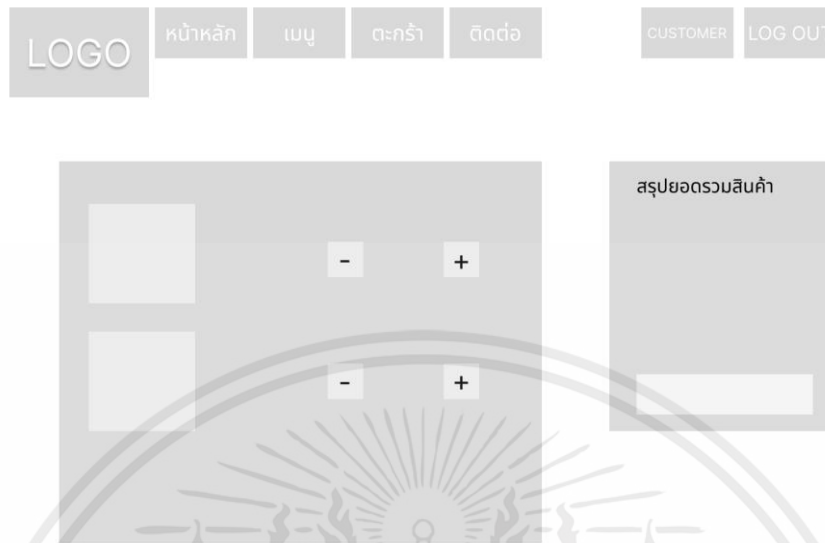 LOGO
หน้าหลัก
เมนู
ตะกร้า
ติดต่อ
CUSTOMER
LOG OUT
สรุปยอดรวมสินค้า
- +
- +